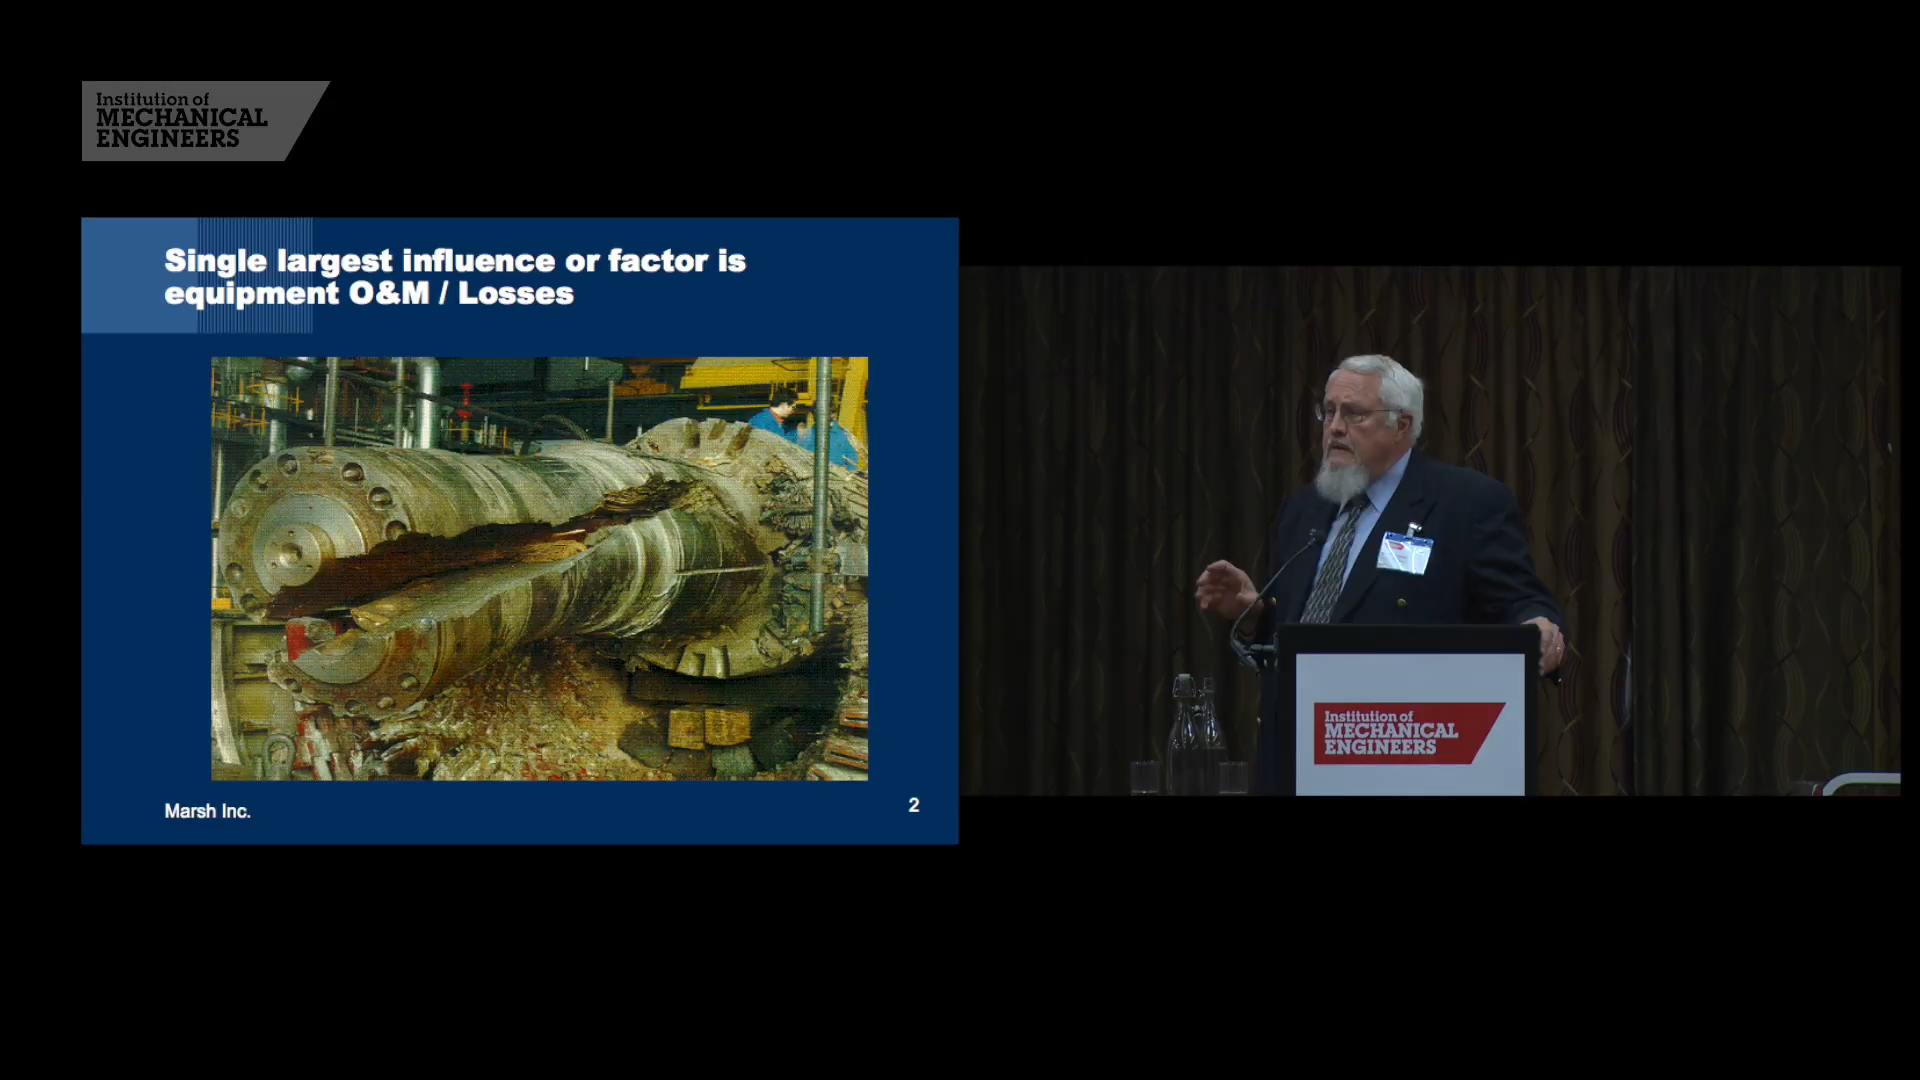 Institution of
MECHANICAL
ENGINEERS
Single largest influence or factor is
equipment O&M / Losses
Marsh Inc.
2
Institution of
MECHANICAL
ENGINEERS